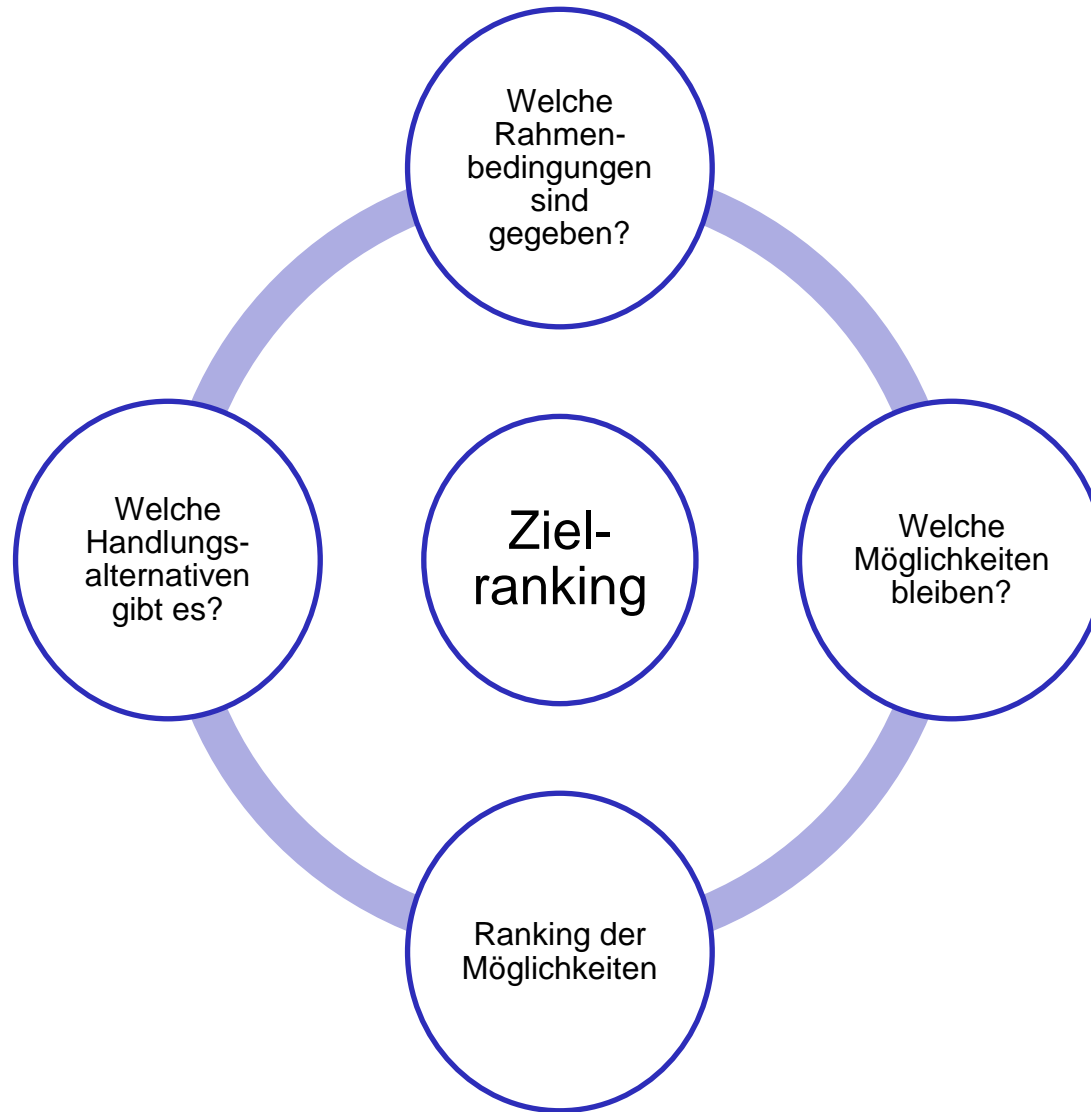 Welche
Rahmen-
bedingungen
sind
gegeben?
Welche
Handlungs-
alternativen
gibt es?
Ziel-
ranking
Welche
Möglichkeiten
bleiben?
Ranking der
Möglichkeiten